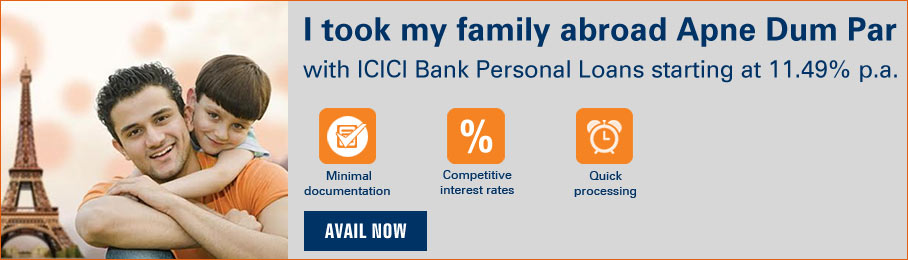 I took my family abroad Apne Dum Par
with ICICI Bank Personal Loans starting at 11.49% p.a.
%
Minimal
documentation
Competitive
interest rates
Quick
processing
AVAIL NOW